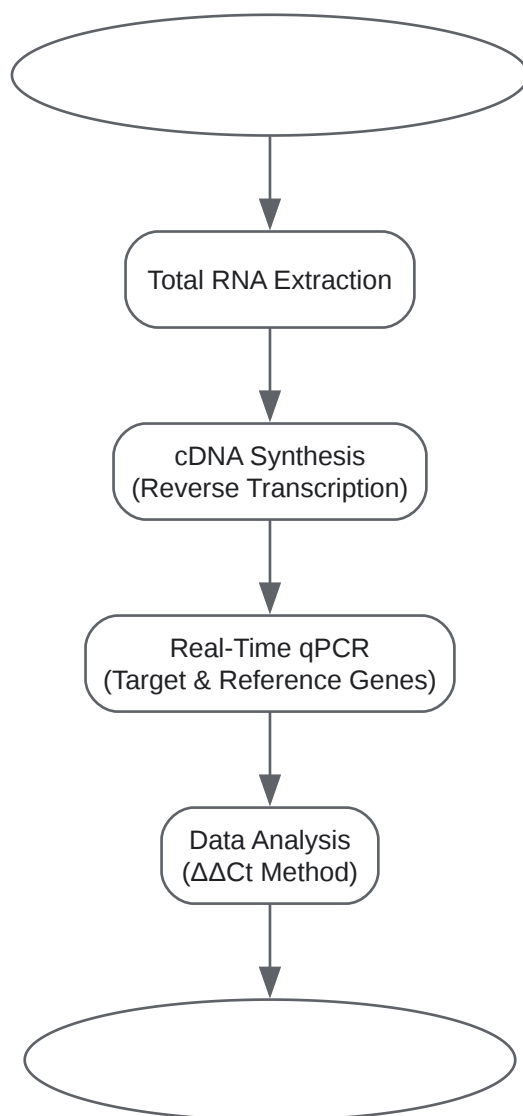 Total RNA Extraction
cDNA Synthesis
(Reverse Transcription)
Real-Time qPCR
(Target & Reference Genes)
Data Analysis
(ΔΔCt Method)